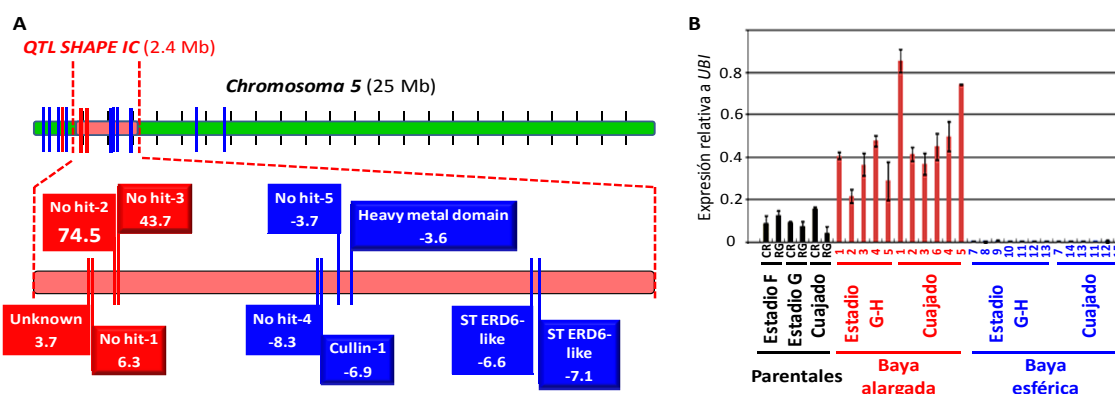 A
QTL SHAPE IC (2.4 Mb)
Chromosoma 5 (25 Mb)
No hit-2
74.5
No hit-3
43.7
No hit-5
-3.7
Heavy metal domain
-3.6
Unknown
3.7
No hit-1
6.3
No hit-4
-8.3
Cullin-1
-6.9
ST ERD6-
like
-6.6
ST ERD6-
like
-7.1
B
Expresión relativa a UBI
0.8
0.6
0.4
0.2
0
CR RG CR RG CR RG 1 2 3 4 5 1 2 3 6 4 5 7 8 9 10 11 12 13 7 14 13 11 12
Estadio F
Estadio G
Cuajado
Estadio
G-H
Cuajado
Estadio
G-H
Cuajado
Parentales
Baya
alargada
Baya
esférica